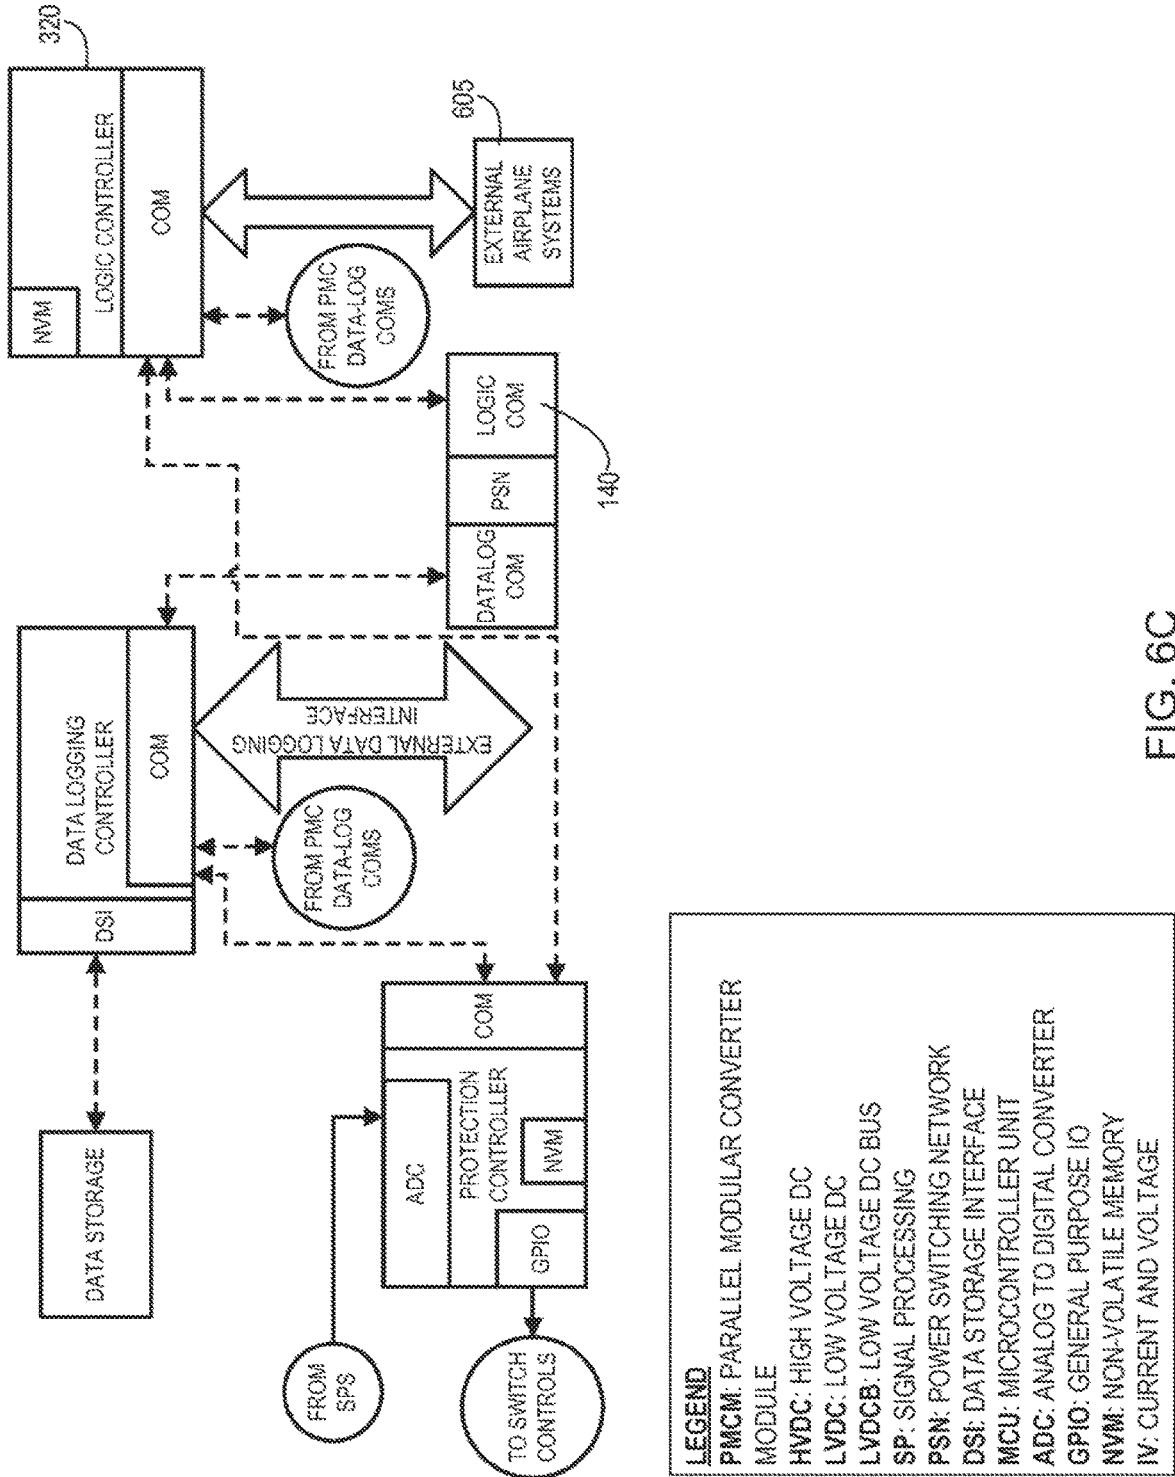 DATA STORAGE
DSI
DATA LOGGING
CONTROLLER
COM
NVM
LOGIC CONTROLLER
COM
320
FROM
SPS
FROM PMC
DATA-LOG
COMS
EXTERNAL DATA LOGGING
INTERFACE
FROM PMC
DATA-LOG
COMS
EXTERNAL
AIRPLANE
SYSTEMS
605
TO SWITCH
CONTROLS
ADC
PROTECTION
CONTROLLER
GPIO
NVM
COM
DATALOG
COM
PSN
LOGIC
COM
140
LEGEND
PMCM: PARALLEL MODULAR CONVERTER
MODULE
HVDC: HIGH VOLTAGE DC
LVDC: LOW VOLTAGE DC
LVDCB: LOW VOLTAGE DC BUS
SP: SIGNAL PROCESSING
PSN: POWER SWITCHING NETWORK
DSI: DATA STORAGE INTERFACE
MCU: MICROCONTROLLER UNIT
ADC: ANALOG TO DIGITAL CONVERTER
GPIO: GENERAL PURPOSE IO
NVM: NON-VOLATILE MEMORY
IV: CURRENT AND VOLTAGE
FIG. 6C